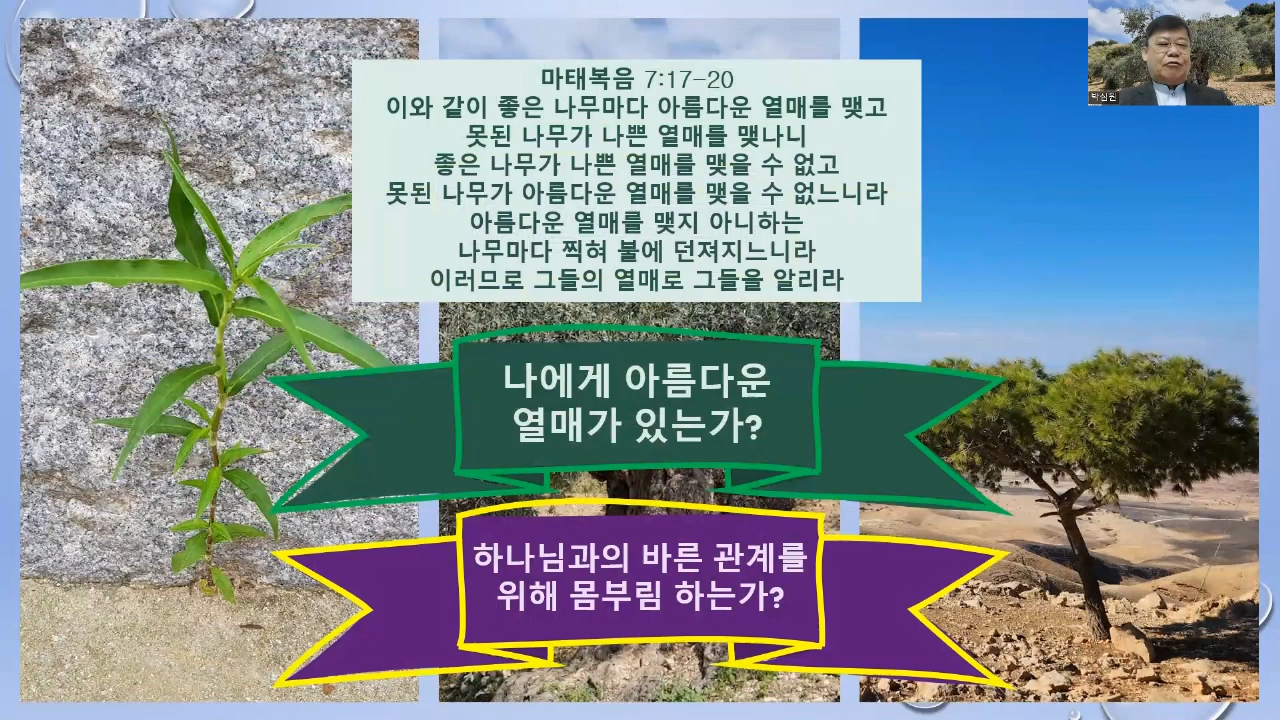 마태복음 7:17-20
이와 같이 좋은 나무마다 아름다운 열매를 맺고
못된 나무가 나쁜 열매를 맺나니
좋은 나무가 나쁜 열매를 맺을 수 없고
못된 나무가 아름다운 열매를 맺을 수 없느니라
아름다운 열매를 맺지 아니하는
나무마다 찍혀 불에 던져지느니라
이러므로 그들의 열매로 그들을 알리라
나에게 아름다운
열매가 있는가?
하나님과의 바른 관계를
위해 몸부림 하는가?
박심원